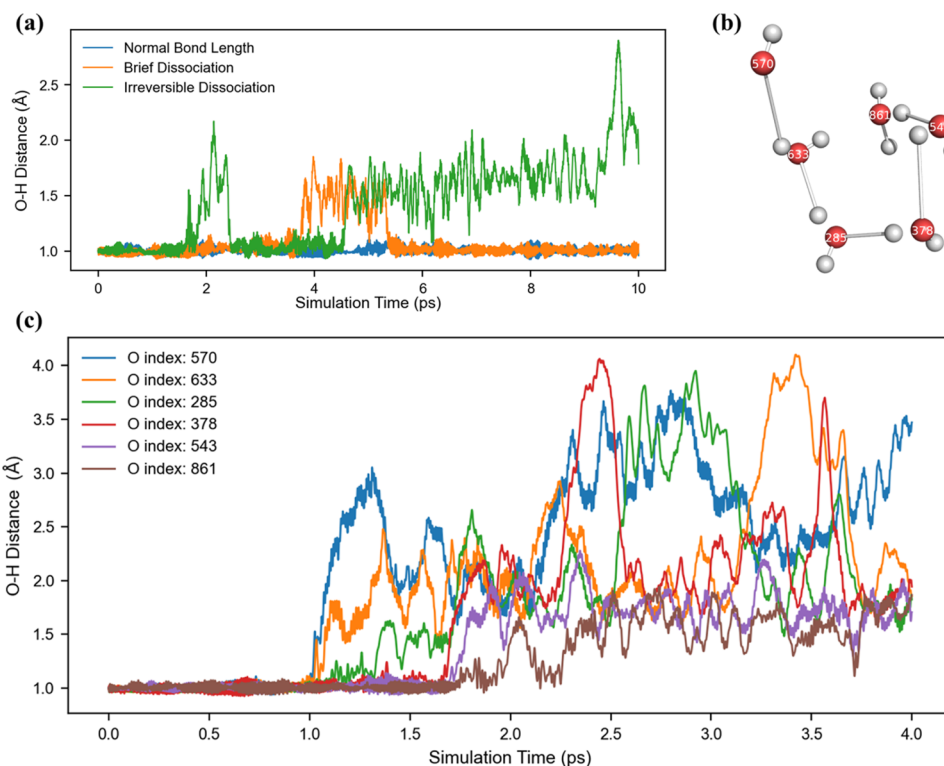 (a)
Normal Bond Length
Brief Dissociation
Irreversible Dissociation
O-H Distance (Å)
2.5
2.0
1.5
1.0
0
2
4
6
8
10
Simulation Time (ps)
(b)
570
633
861
54
285
378
(c)
O index: 570
O index: 633
O index: 285
O index: 378
O index: 543
O index: 861
O-H Distance (Å)
4.0
3.5
3.0
2.5
2.0
1.5
1.0
0.0
0.5
1.0
1.5
2.0
2.5
3.0
3.5
4.0
Simulation Time (ps)